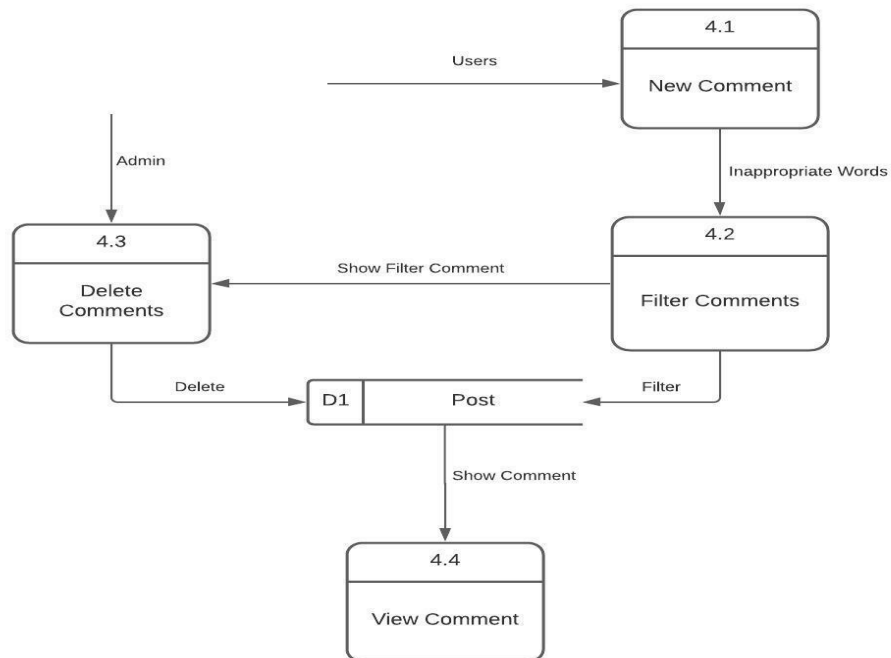 4.1
Users
New Comment
Admin
Inappropriate Words
4.3
4.2
Show Filter Comment
Delete
Comments
Filter Comments
Delete
D1
Post
Filter
Show Comment
4.4
View Comment